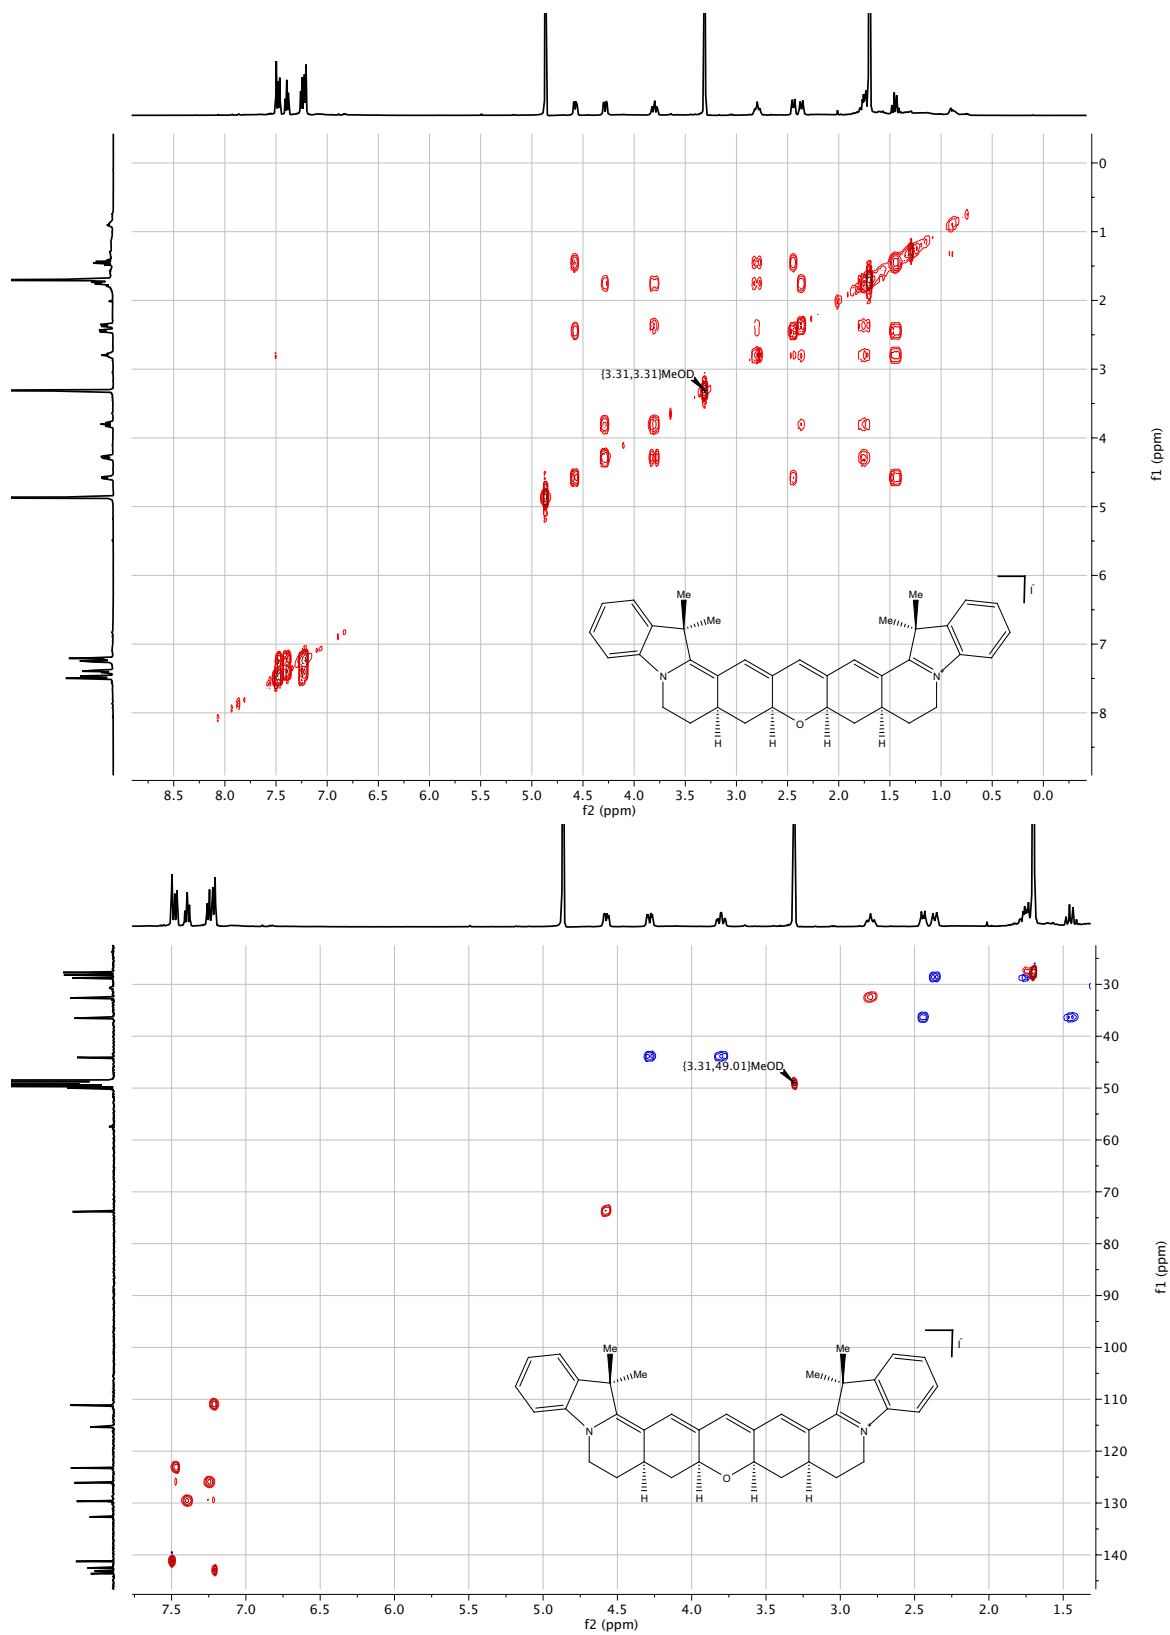 0
1
2
3
{3.31,3.31}MeOD
4
f1 (ppm)
5
6
Me
Me
Me
Me
I-
7
N
N+
8
O
H
H
H
H
8.5 8.0 7.5 7.0 6.5 6.0 5.5 5.0 4.5 4.0 3.5 3.0 2.5 2.0 1.5 1.0 0.5 0.0
f2 (ppm)
30
40
{3.31,49.01}MeOD
50
60
70
80
f1 (ppm)
90
100
Me
Me
Me
Me
I-
110
120
N
N+
130
O
H
H
H
H
140
7.5 7.0 6.5 6.0 5.5 5.0 4.5 4.0 3.5 3.0 2.5 2.0 1.5
f2 (ppm)